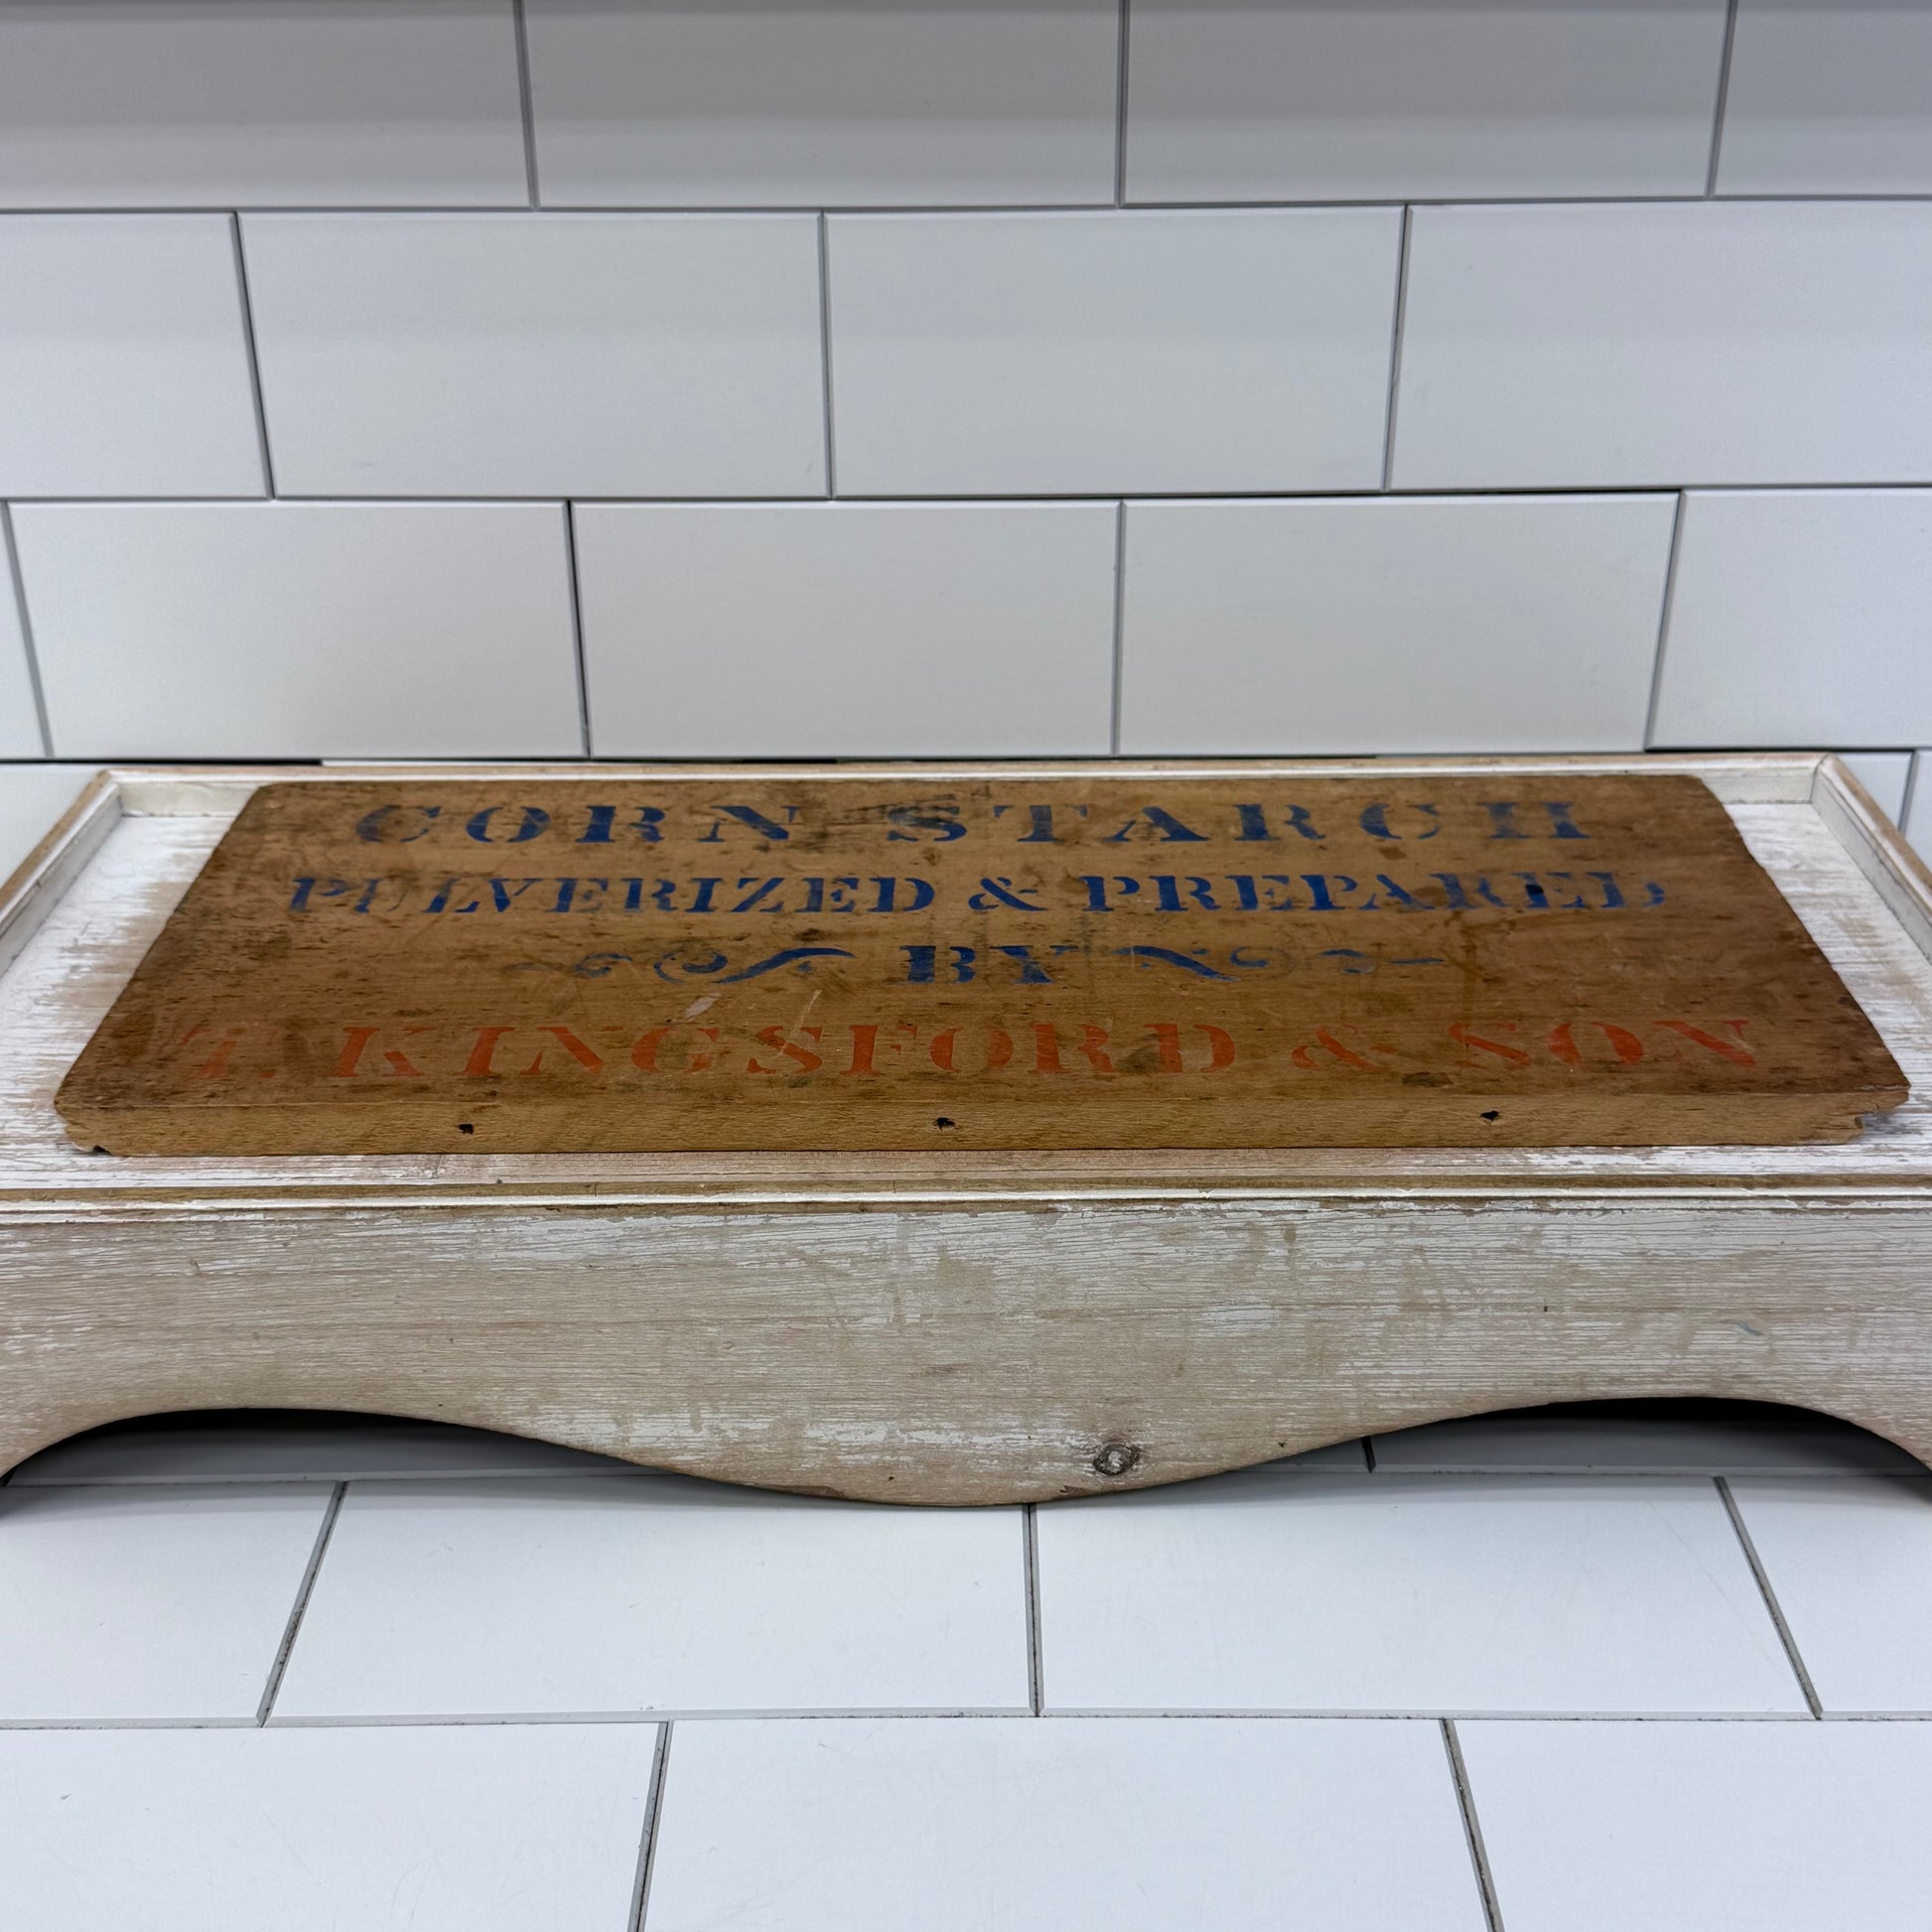 CORN STARCH
PULVERIZED & PREPARED
BY
T. KINGSFORD & SON